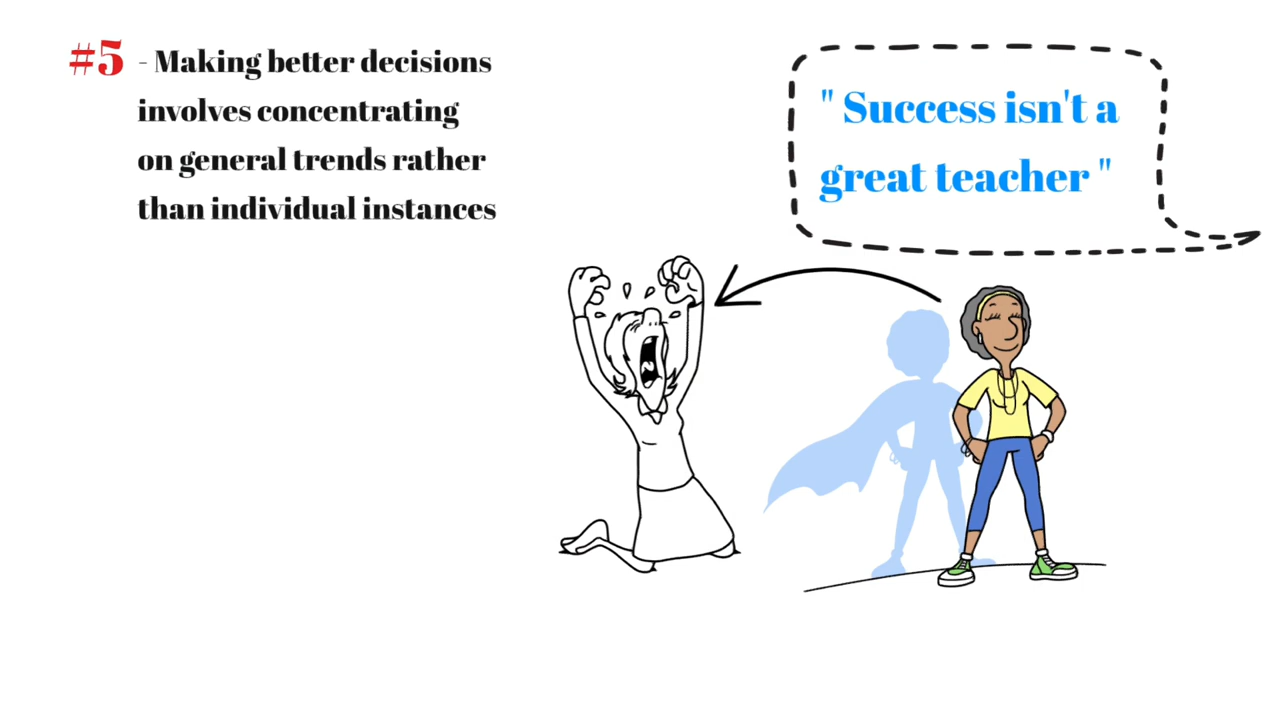 #5 - Making better decisions
involves concentrating
on general trends rather
than individual instances
" Success isn't a
great teacher "